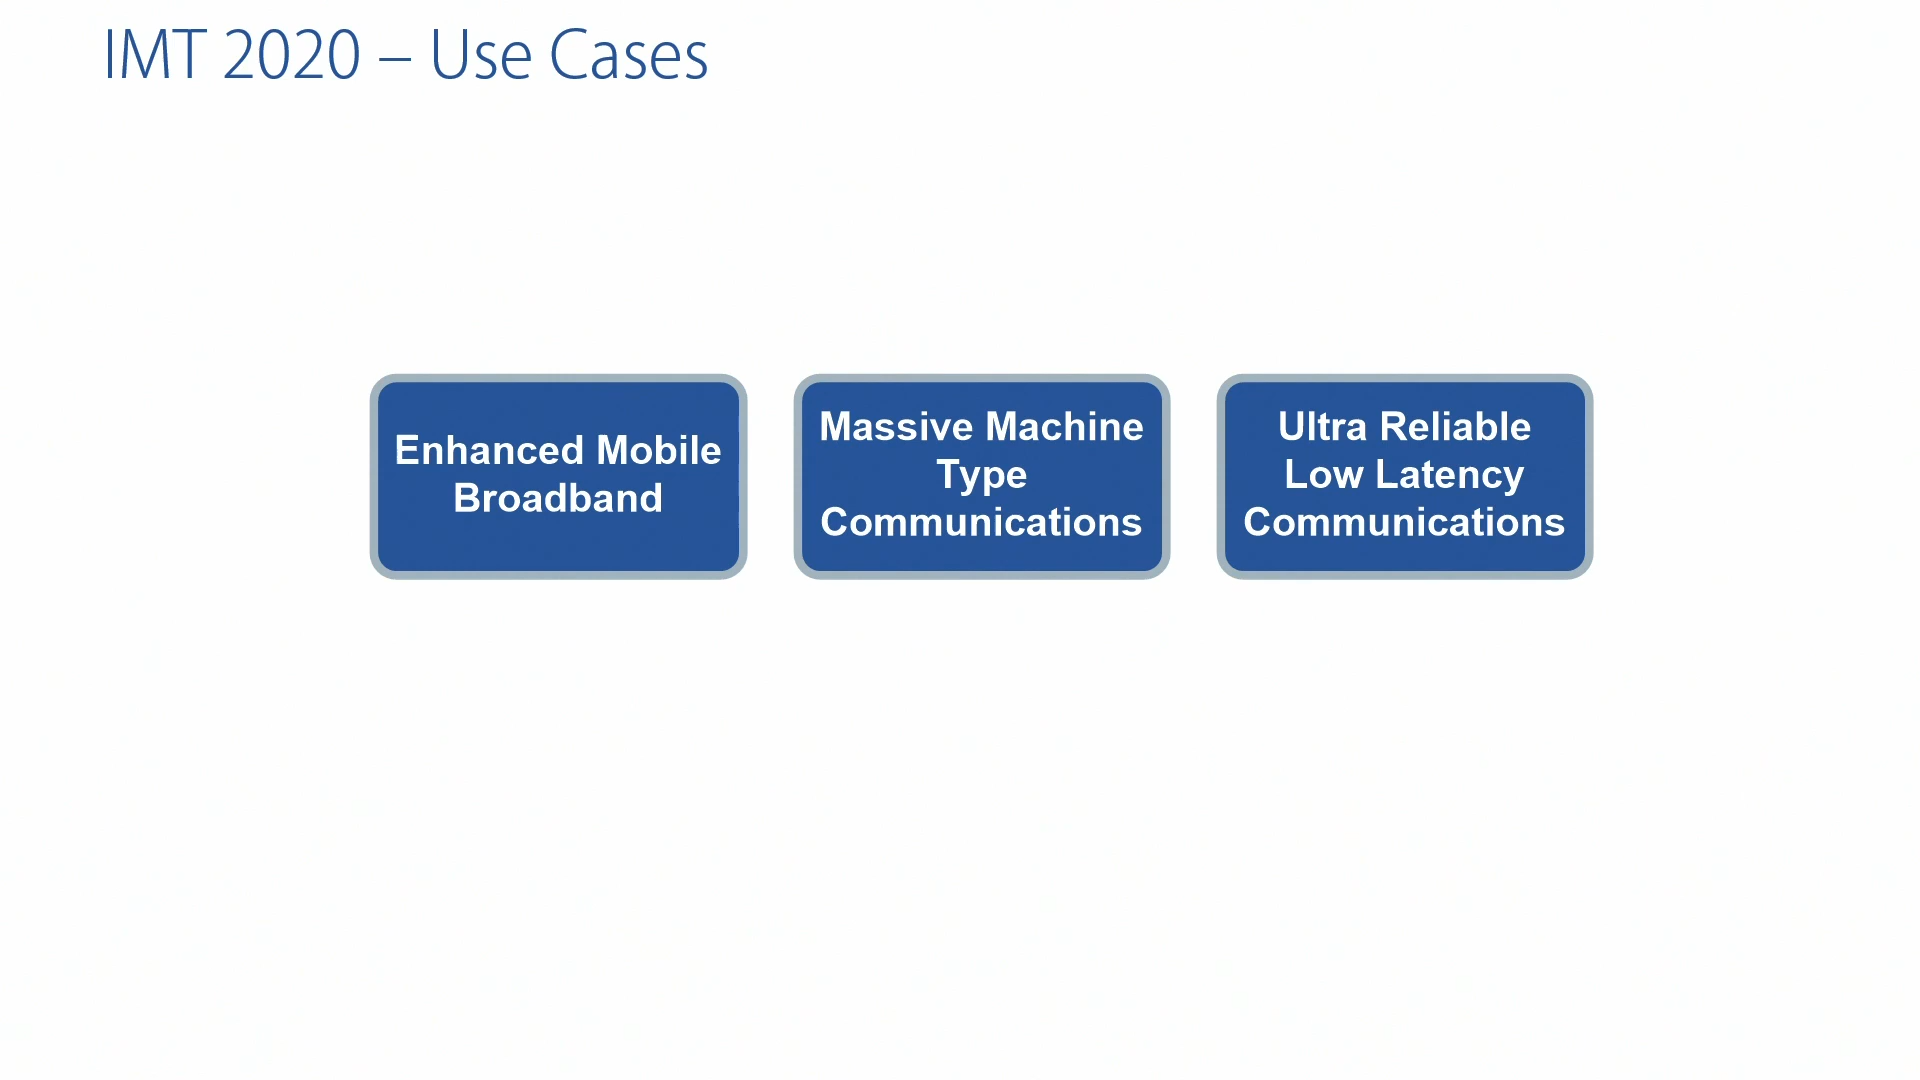 IMT 2020 – Use Cases
Enhanced Mobile
Broadband
Massive Machine
Type
Communications
Ultra Reliable
Low Latency
Communications